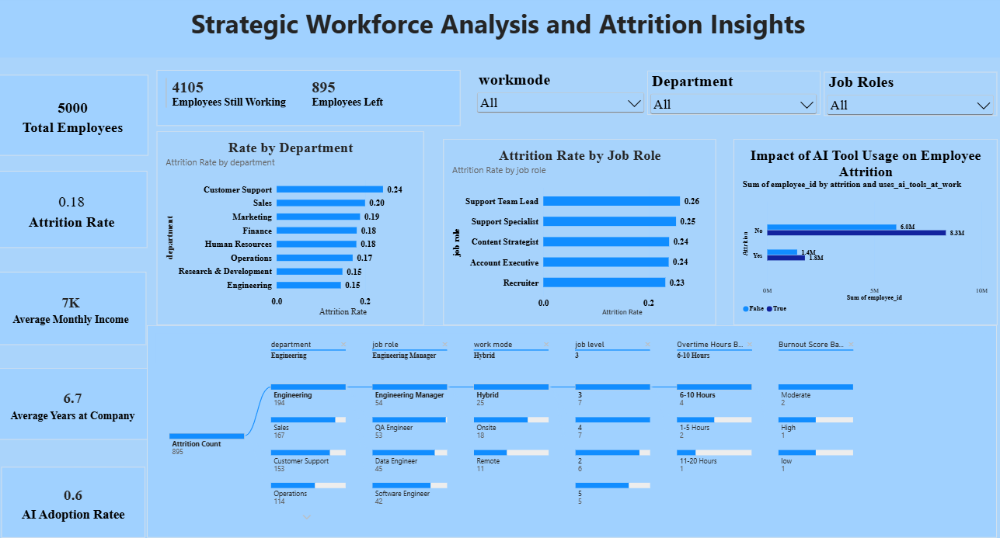 Strategic Workforce Analysis and Attrition Insights
5000
Total Employees
0.18
Attrition Rate
7K
Average Monthly Income
6.7
Average Years at Company
0.6
AI Adoption Ratee
4105
Employees Still Working
895
Employees Left
workmode
All
Department
All
Job Roles
All
Rate by Department
Attrition Rate by department
department
Customer Support 0.24
Sales 0.20
Marketing 0.19
Finance 0.18
Human Resources 0.18
Operations 0.17
Research & Development 0.15
Engineering 0.15
0.0 0.2
Attrition Rate
Attrition Rate by Job Role
Attrition Rate by job role
job role
Support Team Lead 0.26
Support Specialist 0.25
Content Strategist 0.24
Account Executive 0.24
Recruiter 0.23
0.0 0.2
Attrition Rate
Impact of AI Tool Usage on Employee
Attrition
Sum of employee_id by attrition and uses_ai_tools_at_work
Attrition
No 6.0M
8.3M
Yes 1.4M
1.8M
0M 5M 10M
Sum of employee_id
False True
Attrition Count
895
department
Engineering
Engineering
194
Sales
167
Customer Support
153
Operations
114
job role
Engineering Manager
Engineering Manager
54
QA Engineer
53
Data Engineer
45
Software Engineer
42
work mode
Hybrid
Hybrid
25
Onsite
18
Remote
11
job level
3
3
7
4
7
2
6
5
5
Overtime Hours B...
6-10 Hours
6-10 Hours
4
1-5 Hours
2
11-20 Hours
1
Burnout Score Ba...
Moderate
2
High
1
low
1